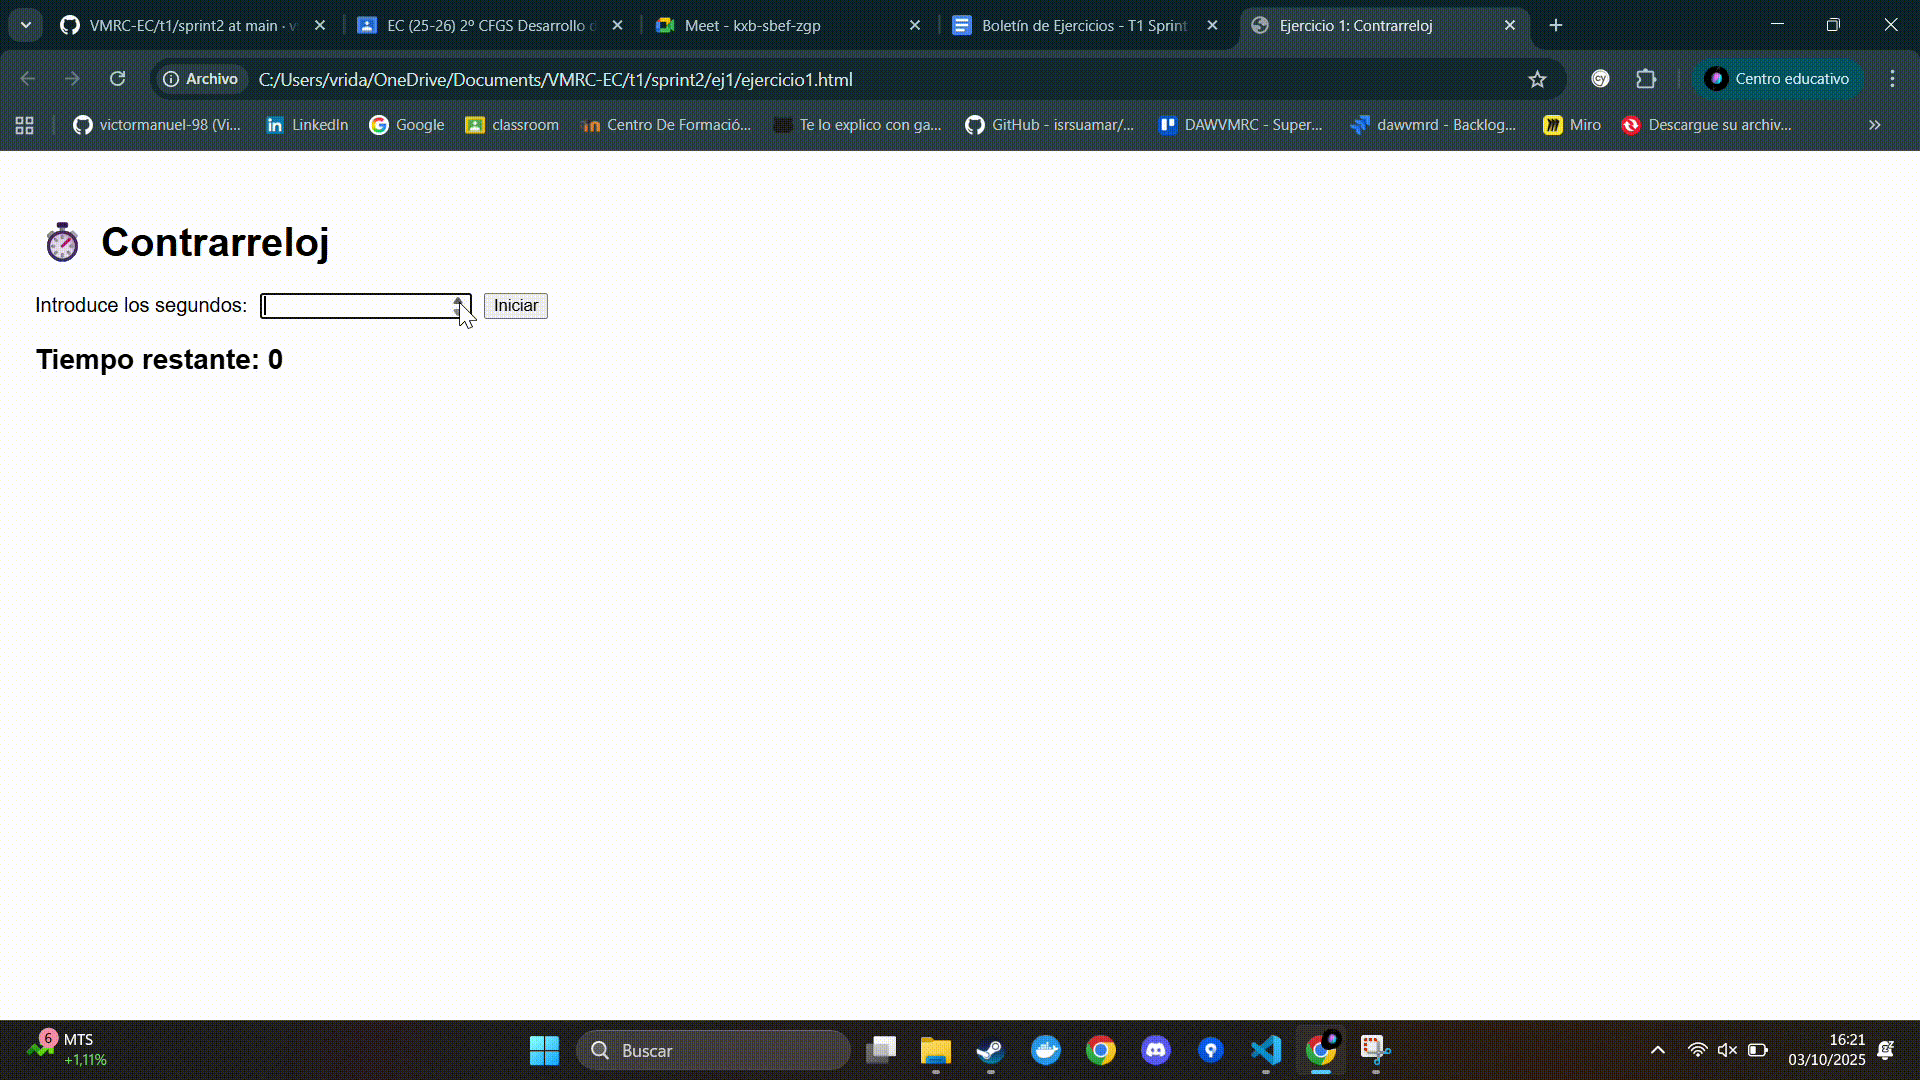 VMRC-EC/t1/sprint2 at main · v
EC (25-26) 2º CFGS Desarrollo d
Meet - kxb-sbef-zgp
Boletín de Ejercicios - T1 Sprint
Ejercicio 1: Contrarreloj
Archivo
C:/Users/vrida/OneDrive/Documents/VMRC-EC/t1/sprint2/ej1/ejercicio1.html
cy
Centro educativo
victormanuel-98 (Vi...
LinkedIn
Google
classroom
Centro De Formació...
Te lo explico con ga...
GitHub - isrsuamar/...
DAWVMRC - Super...
dawvmrd - Backlog...
Miro
Descargue su archiv...
Contrarreloj
Introduce los segundos:
Iniciar
Tiempo restante: 0
6
MTS
+1,11%
Buscar
16:21
03/10/2025